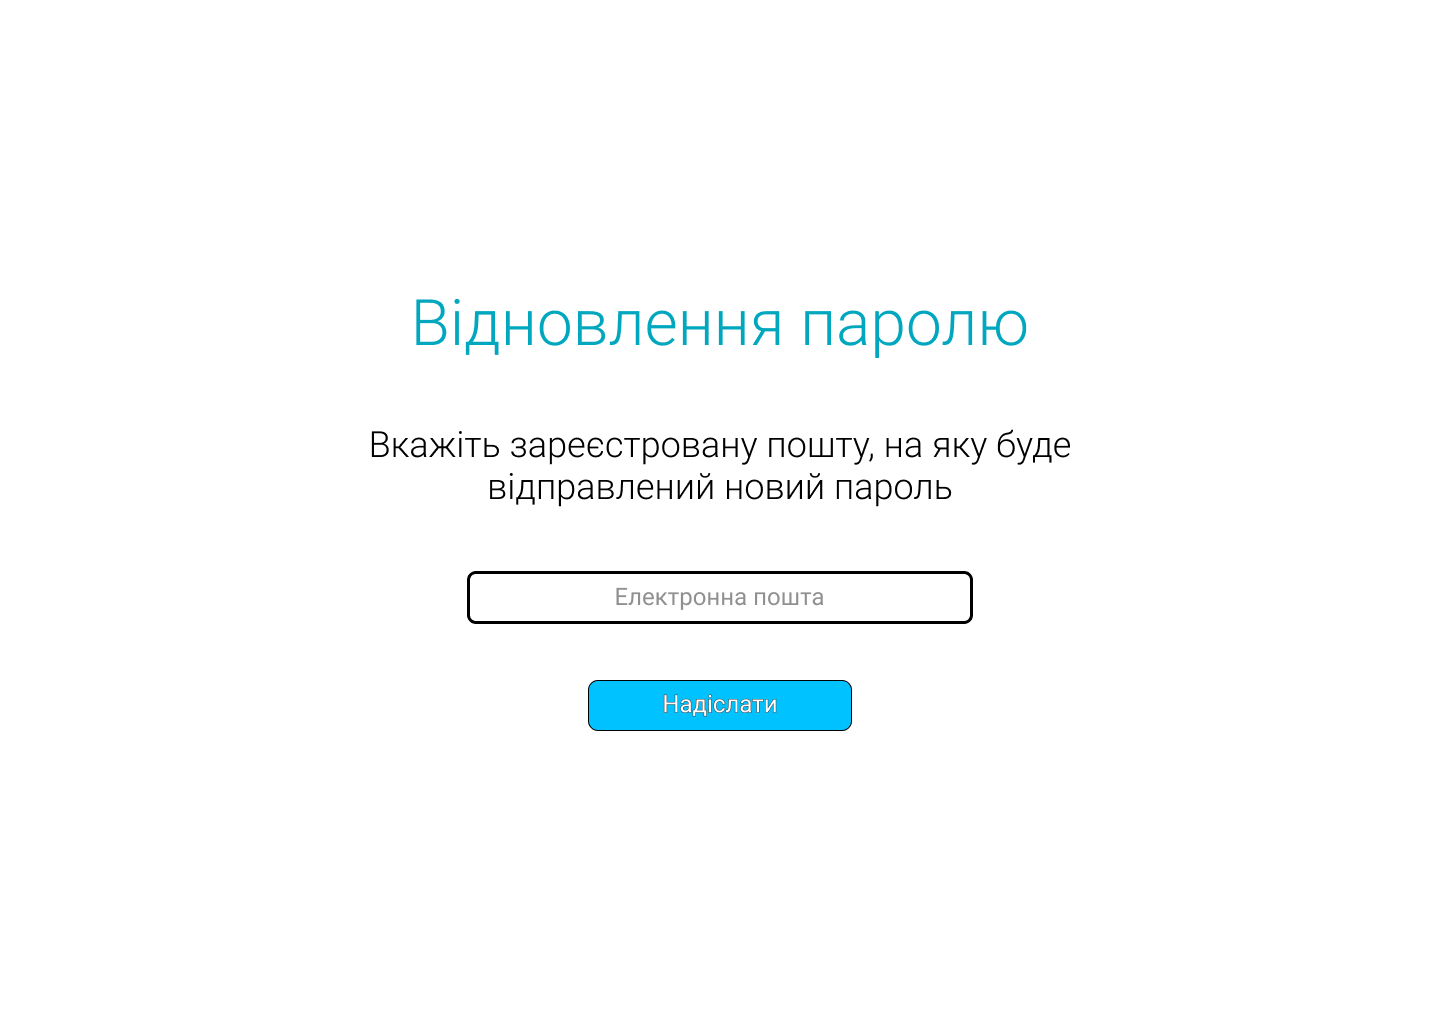 Відновлення паролю
Вкажіть зареєстровану пошту, на яку буде
відправлений новий пароль
Електронна пошта
Надіслати